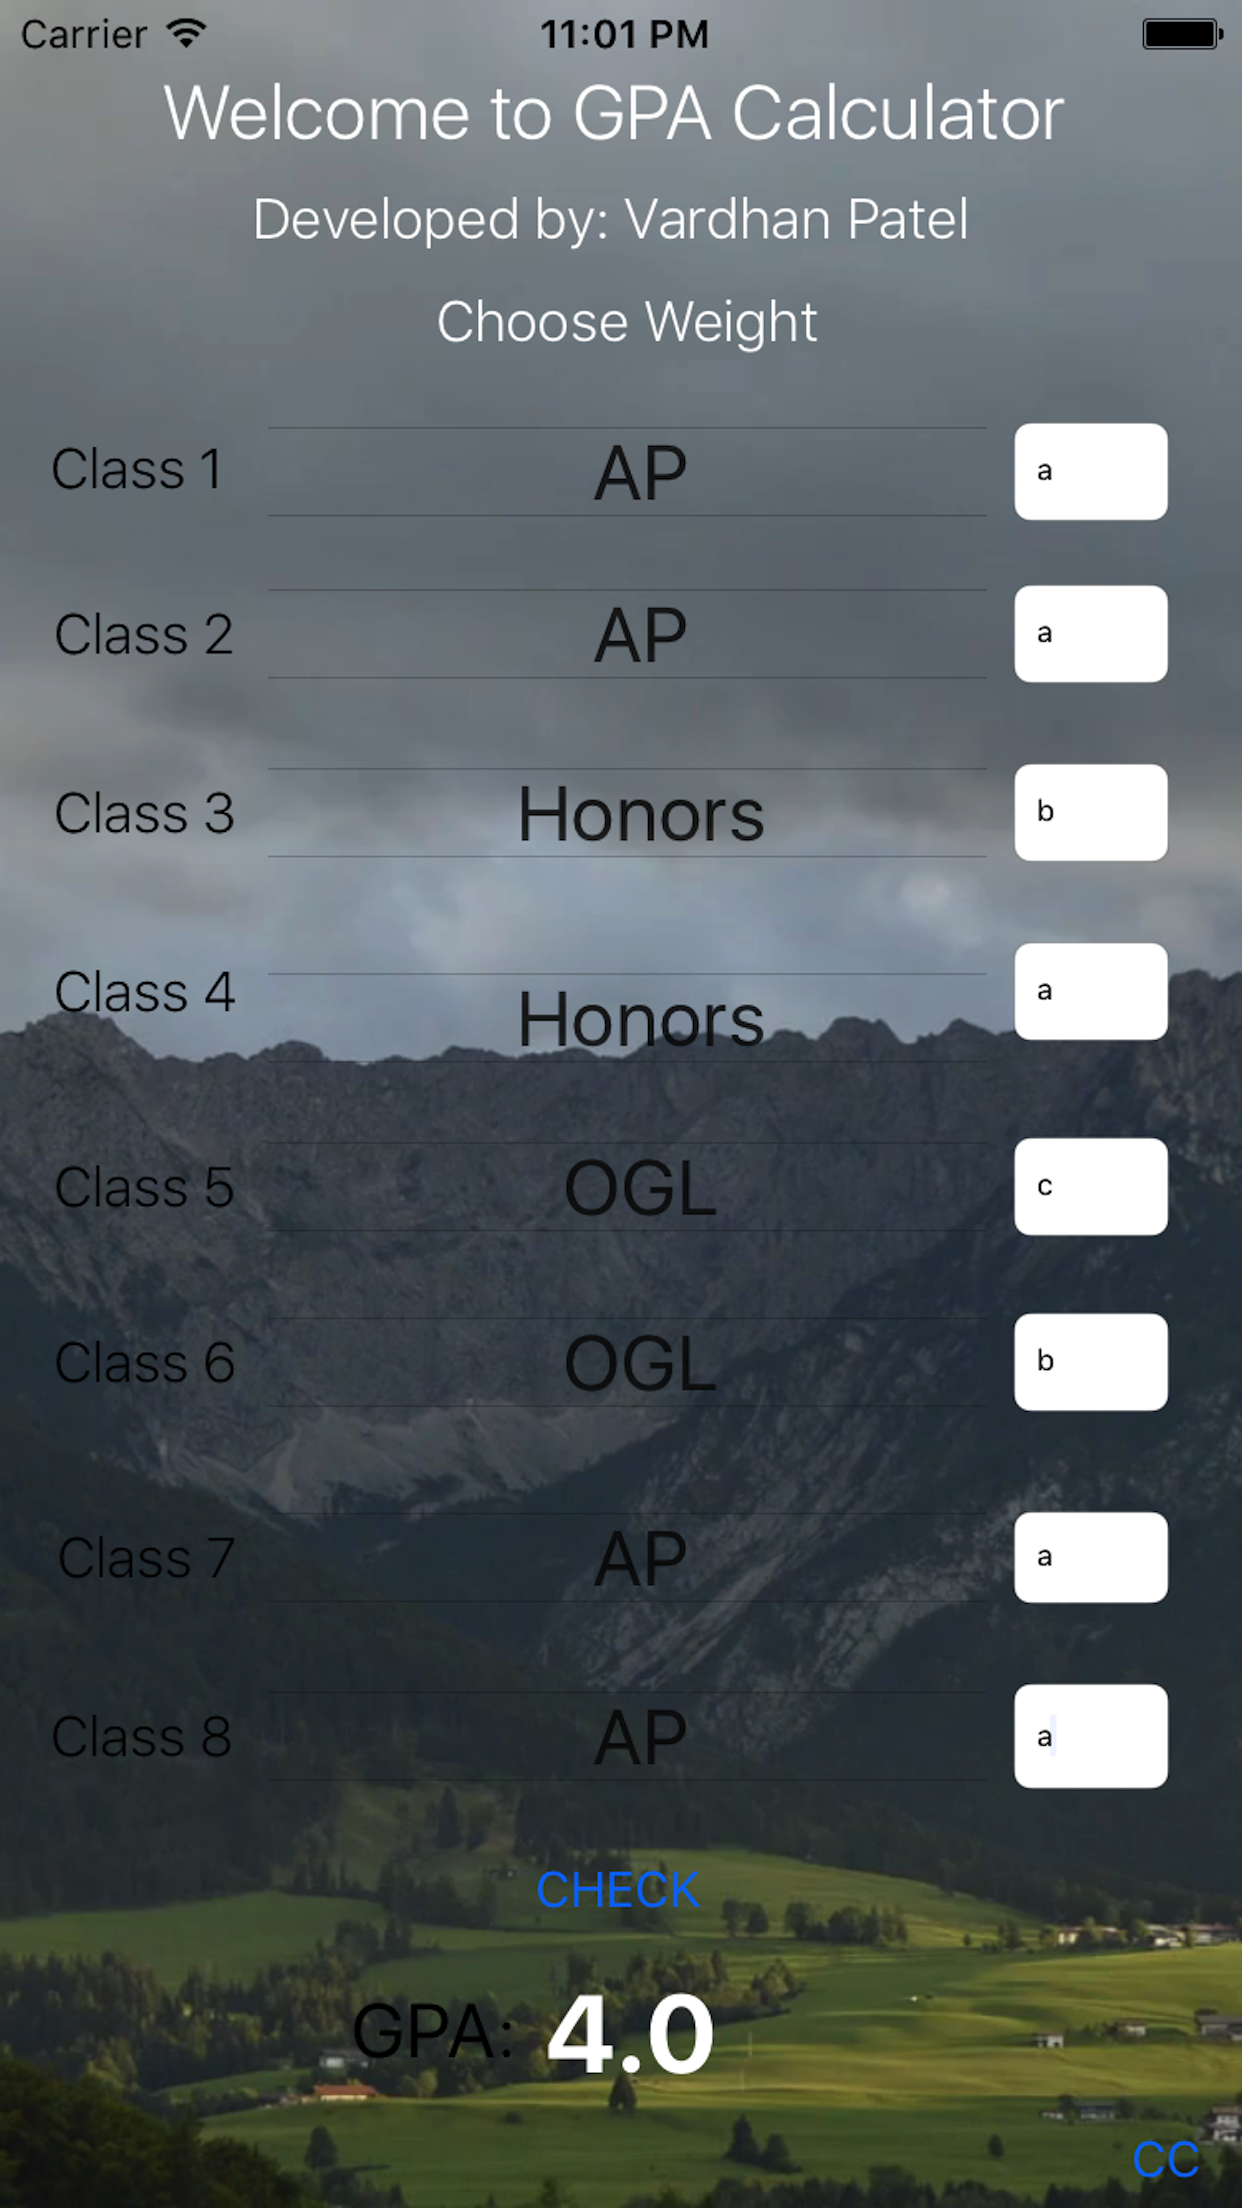 Carrier 11:01 PM
Welcome to GPA Calculator
Developed by: Vardhan Patel
Choose Weight
Class 1 AP a
Class 2 AP a
Class 3 Honors b
Class 4 Honors a
Class 5 OGL c
Class 6 OGL b
Class 7 AP a
Class 8 AP a
CHECK
GPA: 4.0
CC